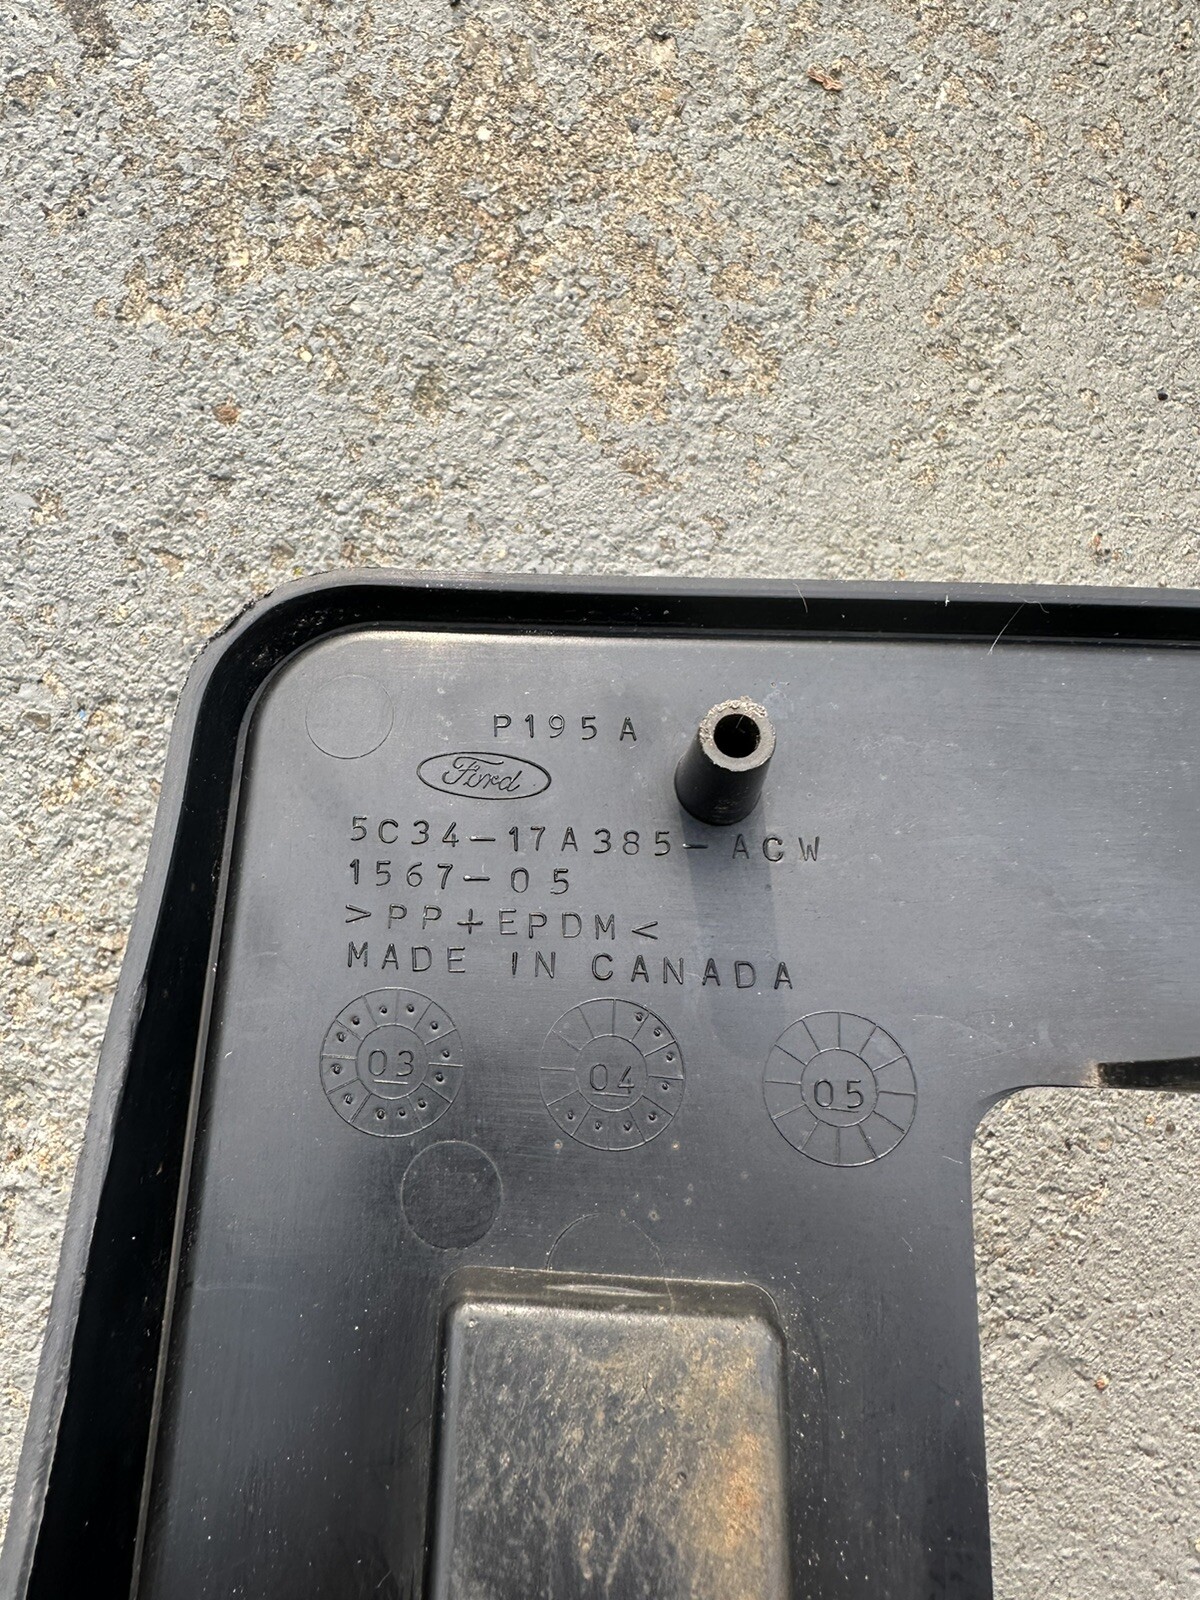 P195A
Ford
5C34-17A385-ACW
1567-05
>PP+EPDM<
MADE IN CANADA
03 04 05